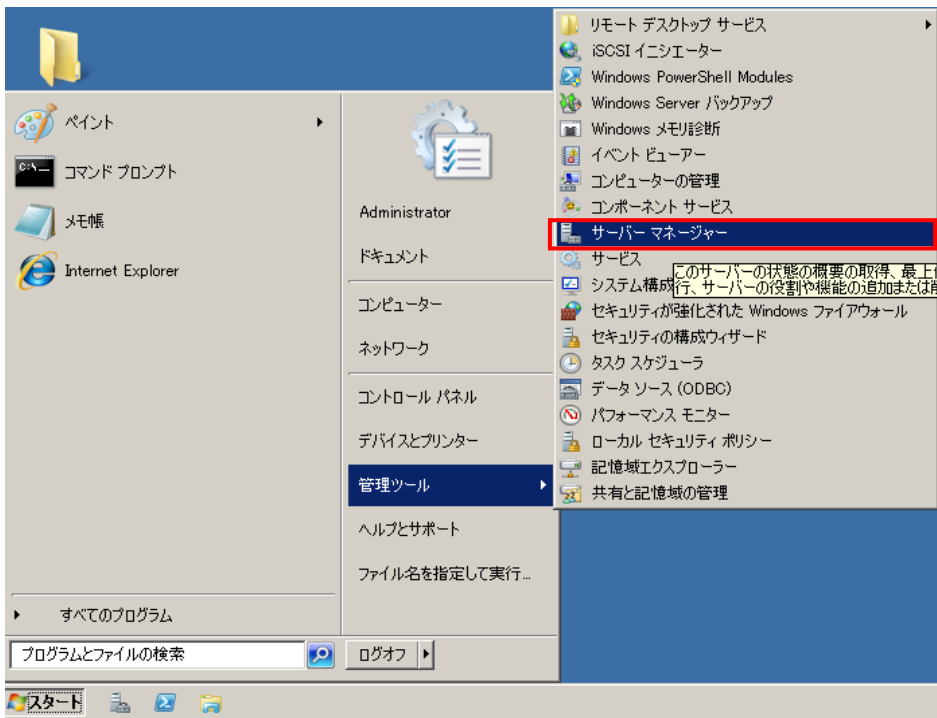 ペイント
コマンド プロンプト
メモ帳
Internet Explorer
すべてのプログラム
プログラムとファイルの検索
Administrator
ドキュメント
コンピューター
ネットワーク
コントロール パネル
デバイスとプリンター
管理ツール
ヘルプとサポート
ファイル名を指定して実行...
ログオフ
リモート デスクトップ サービス
iSCSI イニシエーター
Windows PowerShell Modules
Windows Server バックアップ
Windows メモリ診断
イベント ビューアー
コンピューターの管理
コンポーネント サービス
サーバー マネージャー
サービス
システム構成
このサーバーの状態の概要の取得、最上
行、サーバーの役割や機能の追加または
セキュリティが強化された Windows ファイアウォール
セキュリティの構成ウィザード
タスク スケジューラ
データ ソース (ODBC)
パフォーマンス モニター
ローカル セキュリティ ポリシー
記憶域エクスプローラー
共有と記憶域の管理
スタート